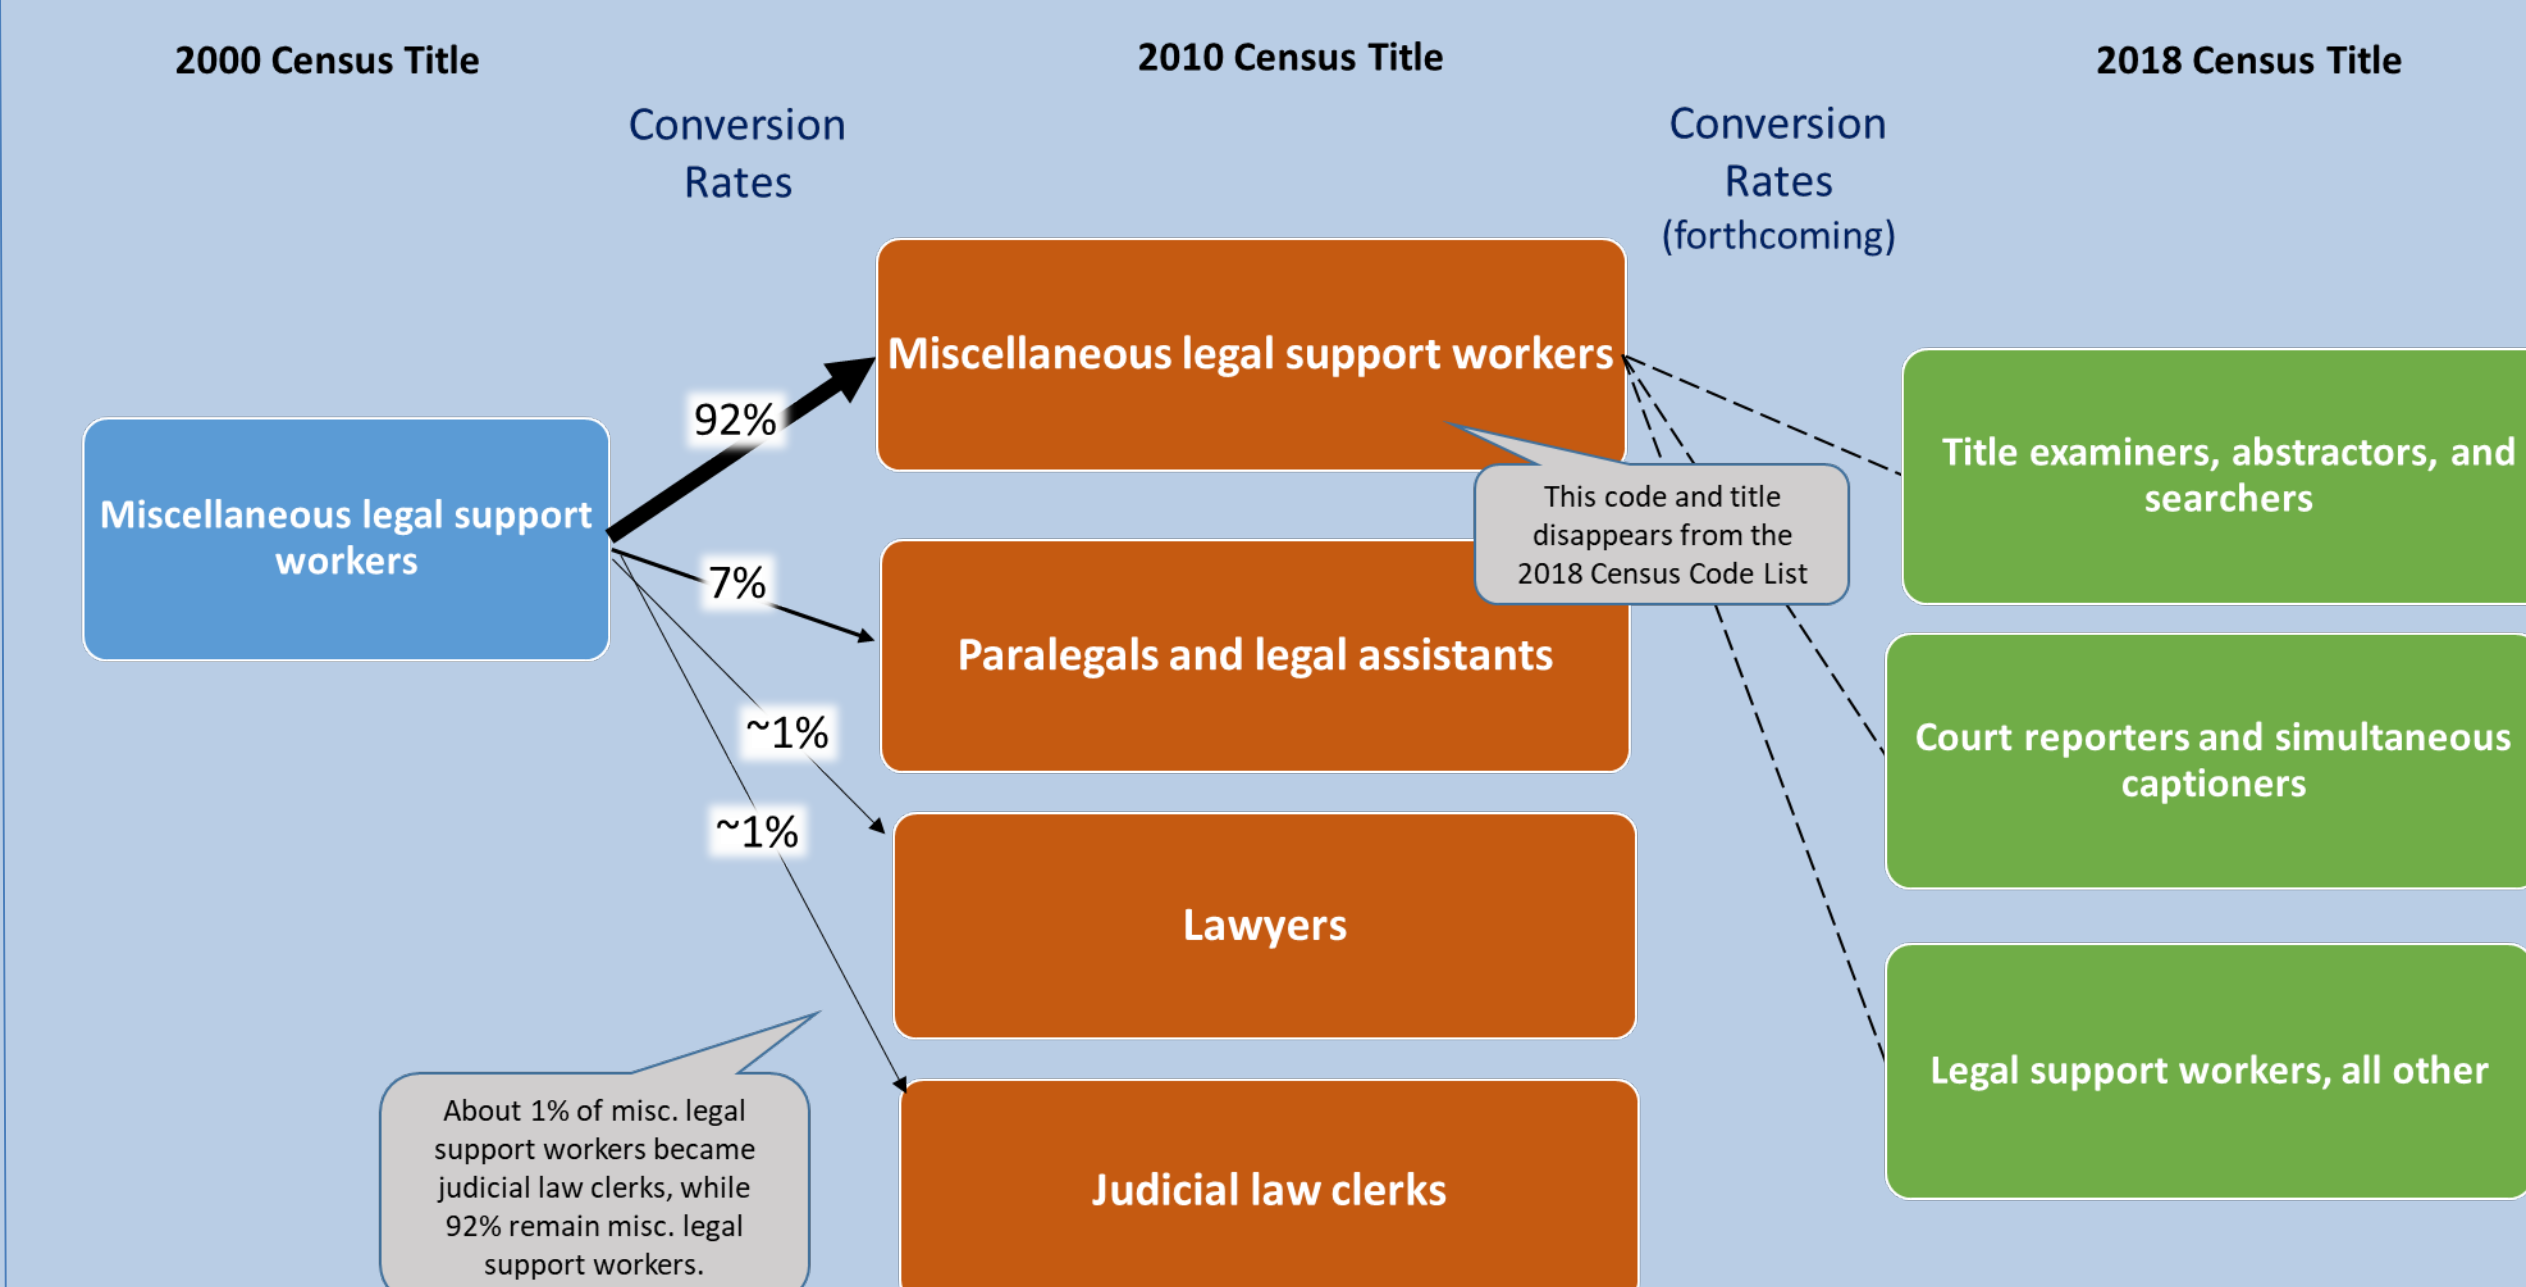 2000 Census Title
2010 Census Title
2018 Census Title
Conversion
Rates
Conversion
Rates
(forthcoming)
Miscellaneous legal support
workers
92%
7%
~1%
~1%
Miscellaneous legal support workers
This code and title
disappears from the
2018 Census Code List
Paralegals and legal assistants
Lawyers
Judicial law clerks
About 1% of misc. legal
support workers became
judicial law clerks, while
92% remain misc. legal
support workers.
Title examiners, abstractors, and
searchers
Court reporters and simultaneous
captioners
Legal support workers, all other